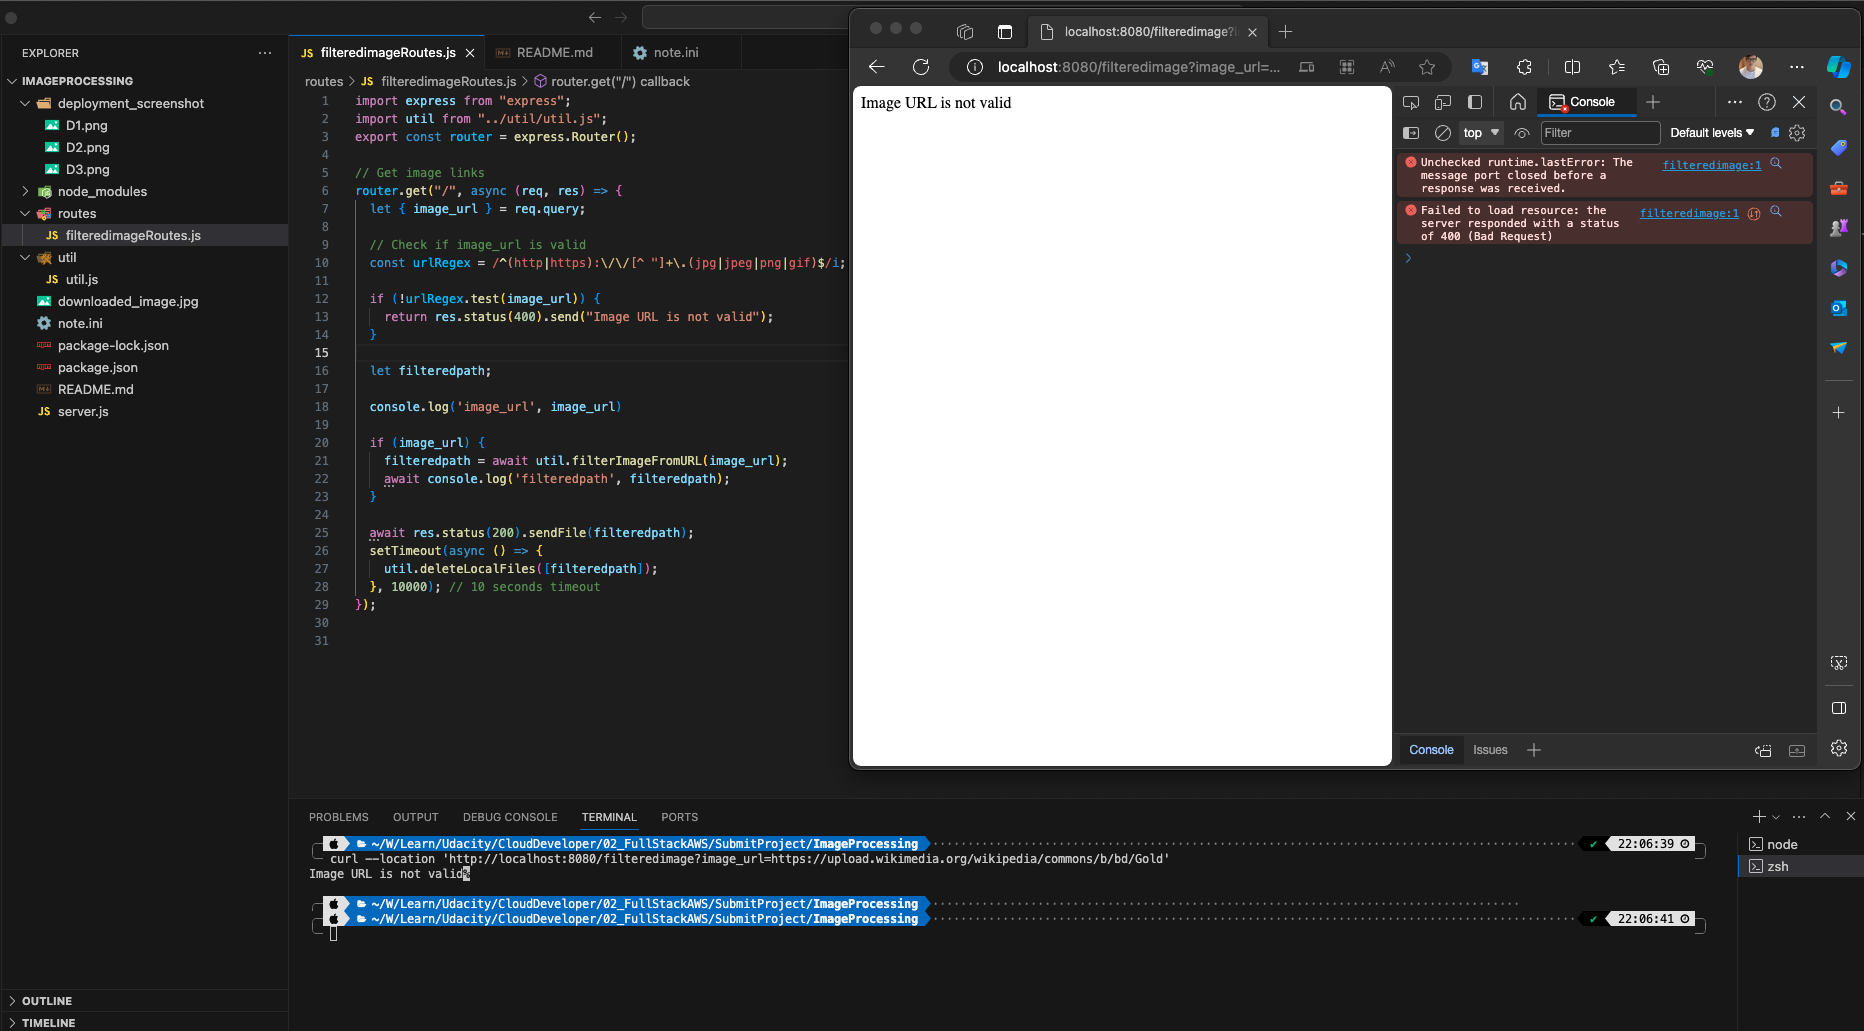 EXPLORER
IMAGEPROCESSING
deployment_screenshot
D1.png
D2.png
D3.png
node_modules
routes
JS filteredimageRoutes.js
util
JS util.js
downloaded_image.jpg
note.ini
package-lock.json
package.json
README.md
JS server.js
OUTLINE
TIMELINE
JS filteredimageRoutes.js
README.md
note.ini
routes > JS filteredimageRoutes.js > router.get("/") callback
1 import express from "express";
2 import util from "../util/util.js";
3 export const router = express.Router();
4
5 // Get image links
6 router.get("/", async (req, res) => {
7 let { image_url } = req.query;
8
9 // Check if image_url is valid
10 const urlRegex = /^(http|https):\/\/[^ "]+\.(jpg|jpeg|png|gif)$/i;
11
12 if (!urlRegex.test(image_url)) {
13 return res.status(400).send("Image URL is not valid");
14 }
15
16 let filteredpath;
17
18 console.log('image_url', image_url)
19
20 if (image_url) {
21 filteredpath = await util.filterImageFromURL(image_url);
22 await console.log('filteredpath', filteredpath);
23 }
24
25 await res.status(200).sendFile(filteredpath);
26 setTimeout(async () => {
27 util.deleteLocalFiles([filteredpath]);
28 }, 10000); // 10 seconds timeout
29 });
30
31
localhost:8080/filteredimage?i
localhost:8080/filteredimage?image_url=...
Image URL is not valid
Console
top
Filter
Default levels
Unchecked runtime.lastError: The filteredimage:1
message port closed before a
response was received.
Failed to load resource: the filteredimage:1
server responded with a status
of 400 (Bad Request)
Console
Issues
PROBLEMS
OUTPUT
DEBUG CONSOLE
TERMINAL
PORTS
~/W/Learn/Udacity/CloudDeveloper/02_FullStackAWS/SubmitProject/ImageProcessing 22:06:39
curl --location 'http://localhost:8080/filteredimage?image_url=https://upload.wikimedia.org/wikipedia/commons/b/bd/Gold'
Image URL is not valid%
~/W/Learn/Udacity/CloudDeveloper/02_FullStackAWS/SubmitProject/ImageProcessing
~/W/Learn/Udacity/CloudDeveloper/02_FullStackAWS/SubmitProject/ImageProcessing 22:06:41
node
zsh